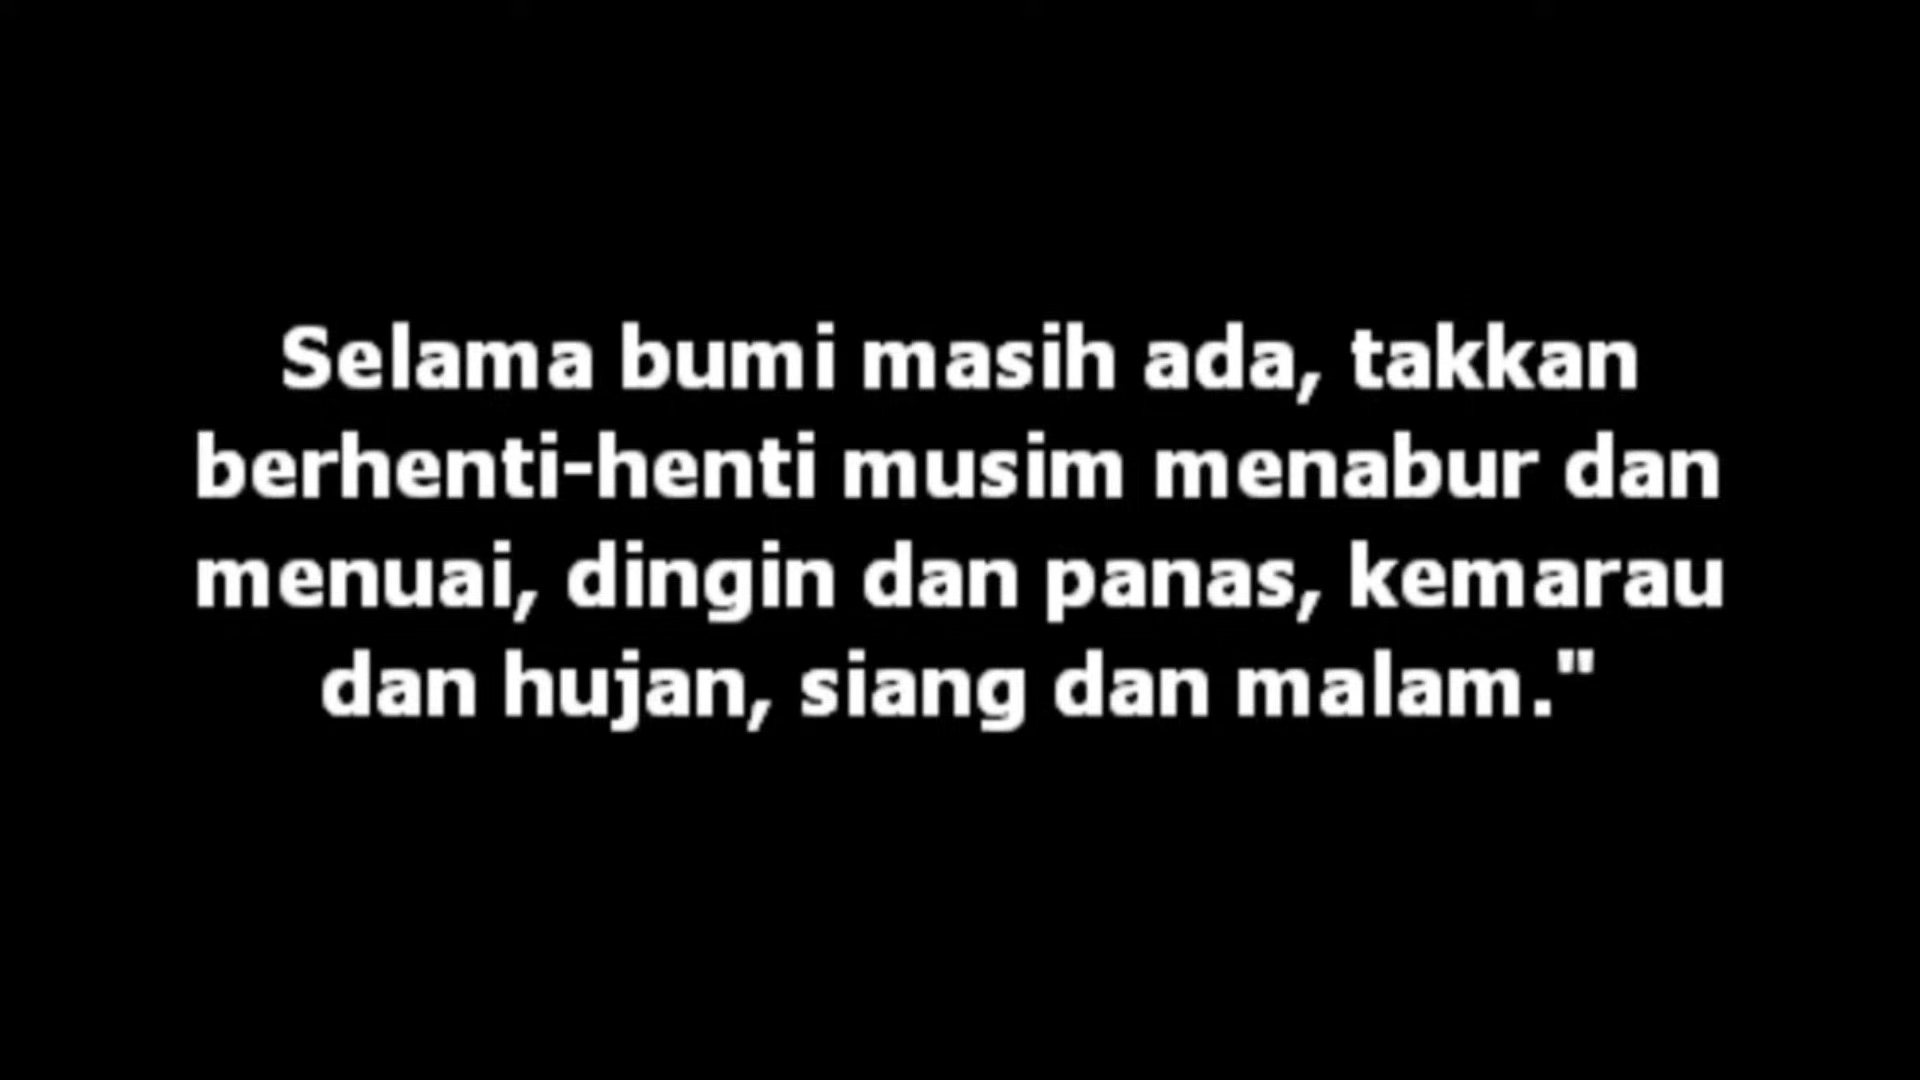 Selama bumi masih ada, takkan
berhenti-henti musim menabur dan
menuai, dingin dan panas, kemarau
dan hujan, siang dan malam."